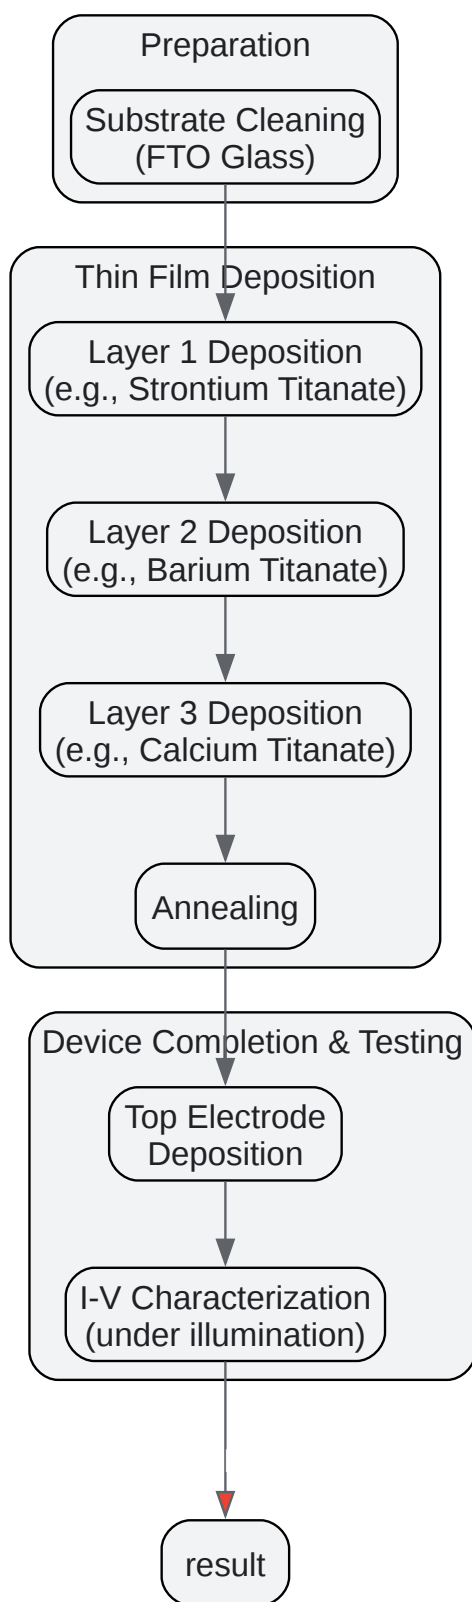 Preparation
Substrate Cleaning
(FTO Glass)
Thin Film Deposition
Layer 1 Deposition
(e.g., Strontium Titanate)
Layer 2 Deposition
(e.g., Barium Titanate)
Layer 3 Deposition
(e.g., Calcium Titanate)
Annealing
Device Completion & Testing
Top Electrode
Deposition
I-V Characterization
(under illumination)
result